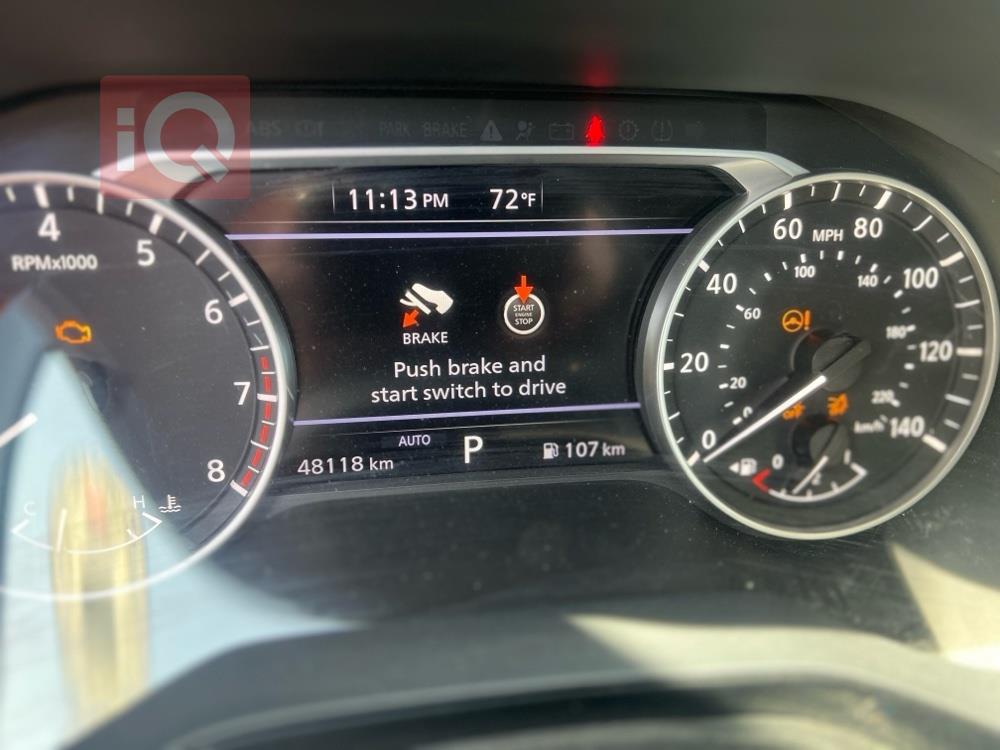 iQ
ABS
PARK BRAKE
11:13 PM 72°F
4
5
6
7
8
RPMx1000
C H
BRAKE
START
ENGINE
STOP
Push brake and
start switch to drive
AUTO
48118 km P 107 km
0
20
40
60 MPH 80
100
120
140
0
20
60
100
140
180
220
km/h
0